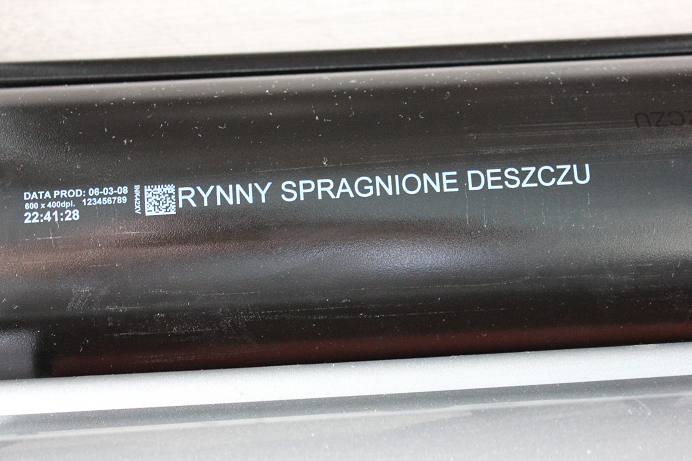 DATA PROD: 06-03-08
600 x 400dpi. 123456789
22:41:28
RYNNY SPRAGNIONE DESZCZU